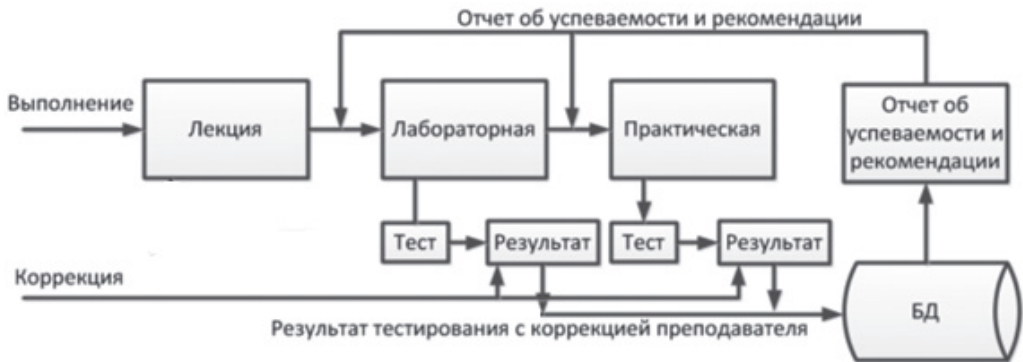 Отчет об успеваемости и рекомендации
Выполнение
Лекция
Лабораторная
Практическая
Отчет об
успеваемости и
рекомендации
Тест
Результат
Тест
Результат
Коррекция
БД
Результат тестирования с коррекцией преподавателя